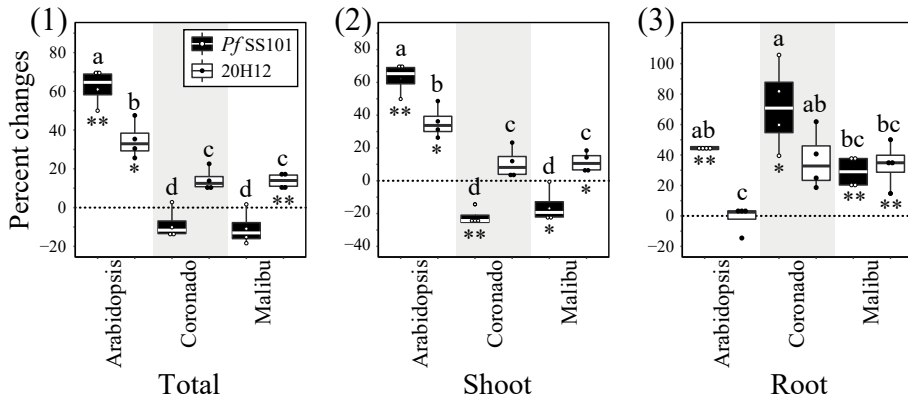 (1)
Percent changes
80
60
40
20
0
−20
Pf SS101
20H12
a
**
b
*
d
c
d
c
**
Arabidopsis
Coronado
Malibu
Total
(2)
80
60
40
20
0
−20
−40
a
**
b
*
d
**
c
d
*
c
*
Arabidopsis
Coronado
Malibu
Shoot
(3)
100
80
60
40
20
0
−20
ab
**
c
a
*
ab
bc
**
bc
**
Arabidopsis
Coronado
Malibu
Root